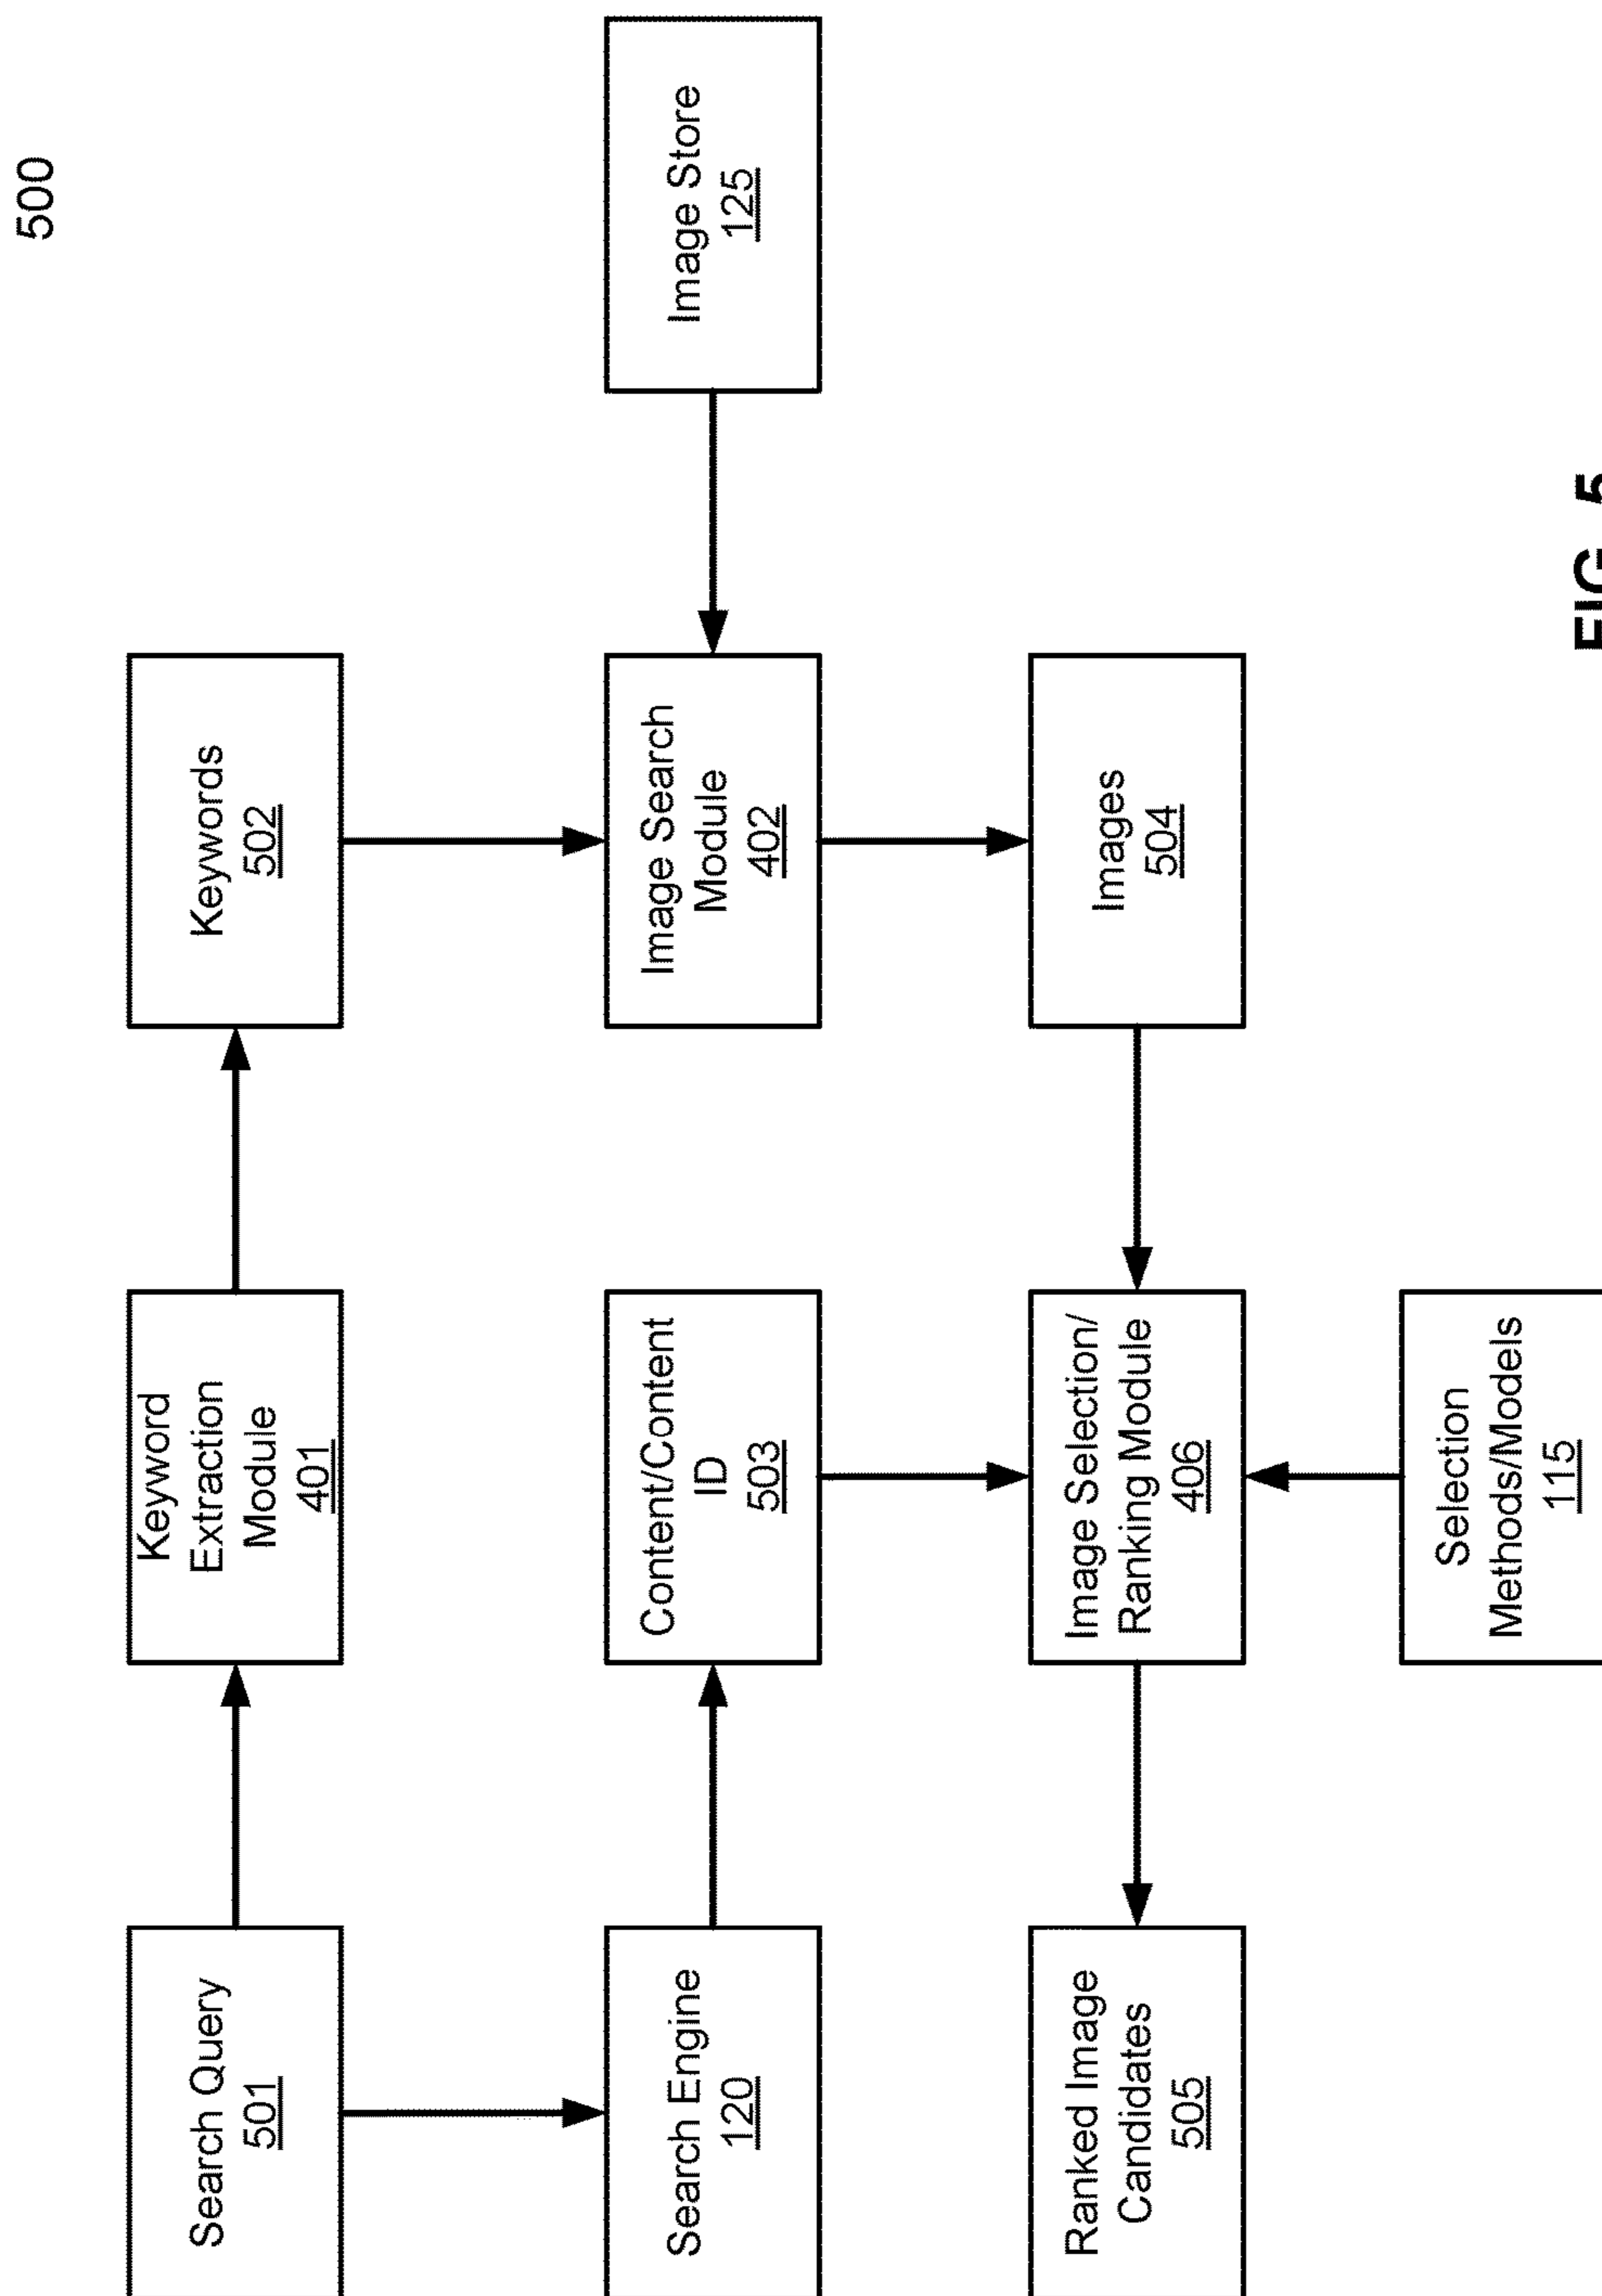 500
Search Query
501
Keyword
Extraction
Module
401
Keywords
502
Search Engine
120
Content/Content
ID
503
Image Search
Module
402
Image Store
125
Ranked Image
Candidates
505
Image Selection/
Ranking Module
406
Images
504
Selection
Methods/Models
115
FIG. 5